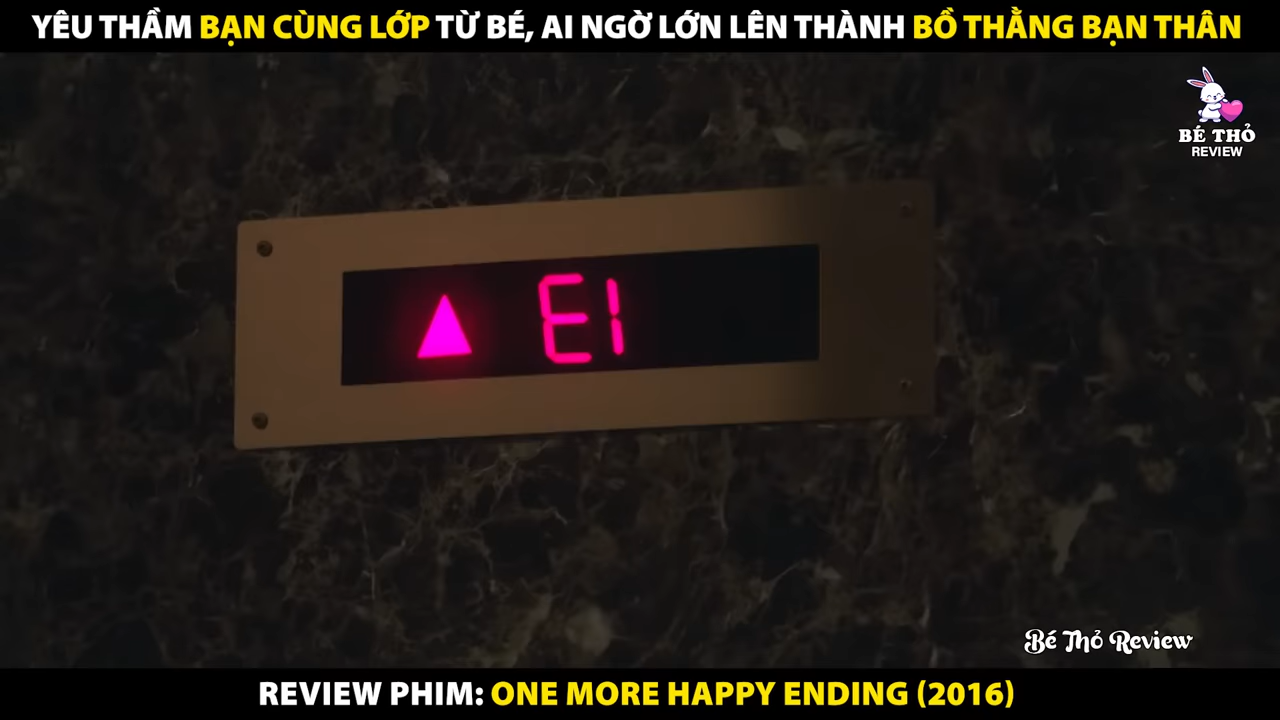 YÊU THẦM BẠN CÙNG LỚP TỪ BÉ, AI NGỜ LỚN LÊN THÀNH BỒ THẰNG BẠN THÂN
BÉ THỎ
REVIEW
▲ E1
Bé Thỏ Review
REVIEW PHIM: ONE MORE HAPPY ENDING (2016)